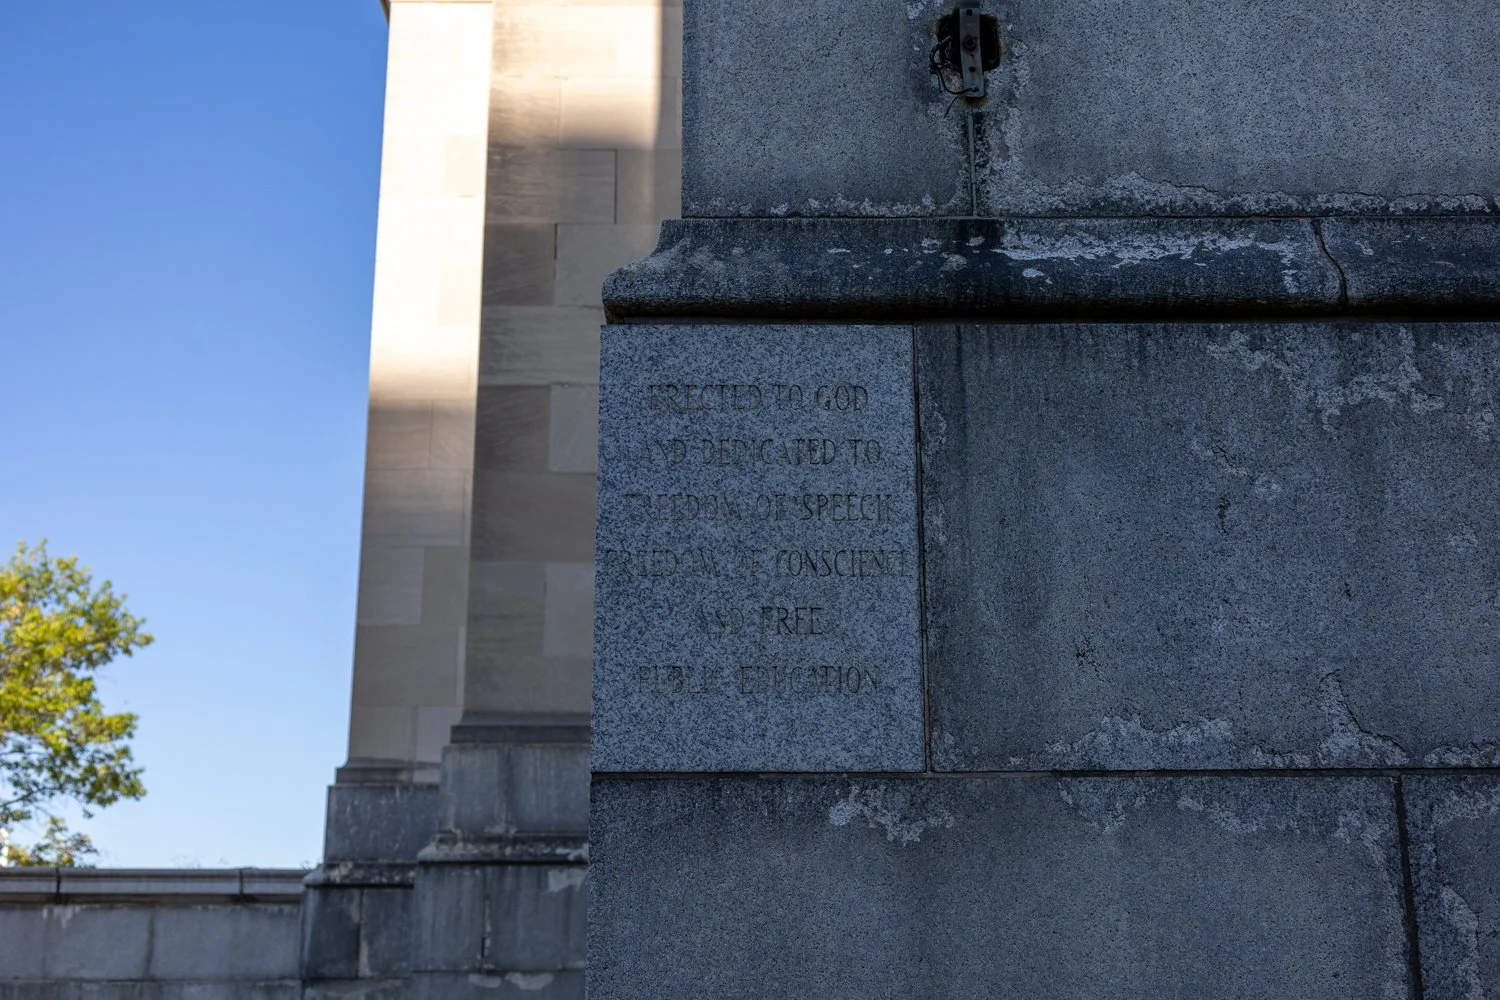 ERECTED TO GOD
AND DEDICATED TO
FREEDOM OF SPEECH
FREEDOM OF CONSCIENCE
AND FREE
PUBLIC EDUCATION